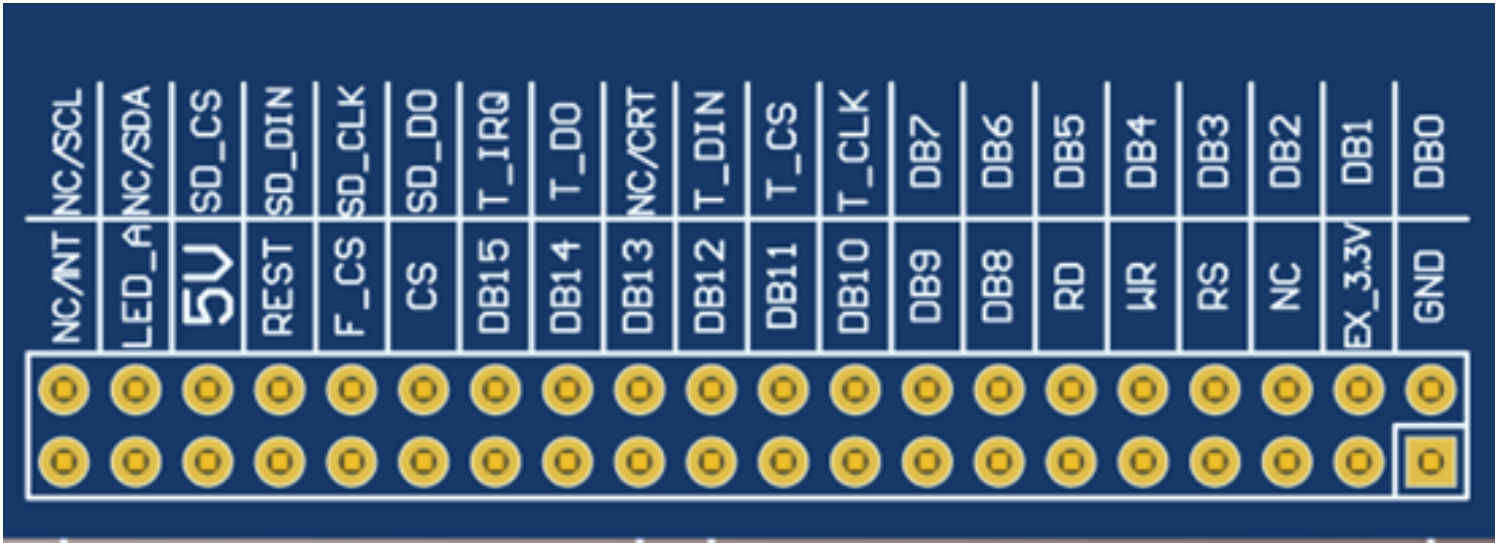 NC/SCL NC/SDA SD_CS SD_DIN SD_CLK SD_DO T_IRQ T_DO NC/CRT T_DIN T_CS T_CLK DB7 DB6 DB5 DB4 DB3 DB2 DB1 DB0
NC/INT LED_A 5V REST F_CS CS DB15 DB14 DB13 DB12 DB11 DB10 DB9 DB8 RD WR RS NC EX_3.3V GND